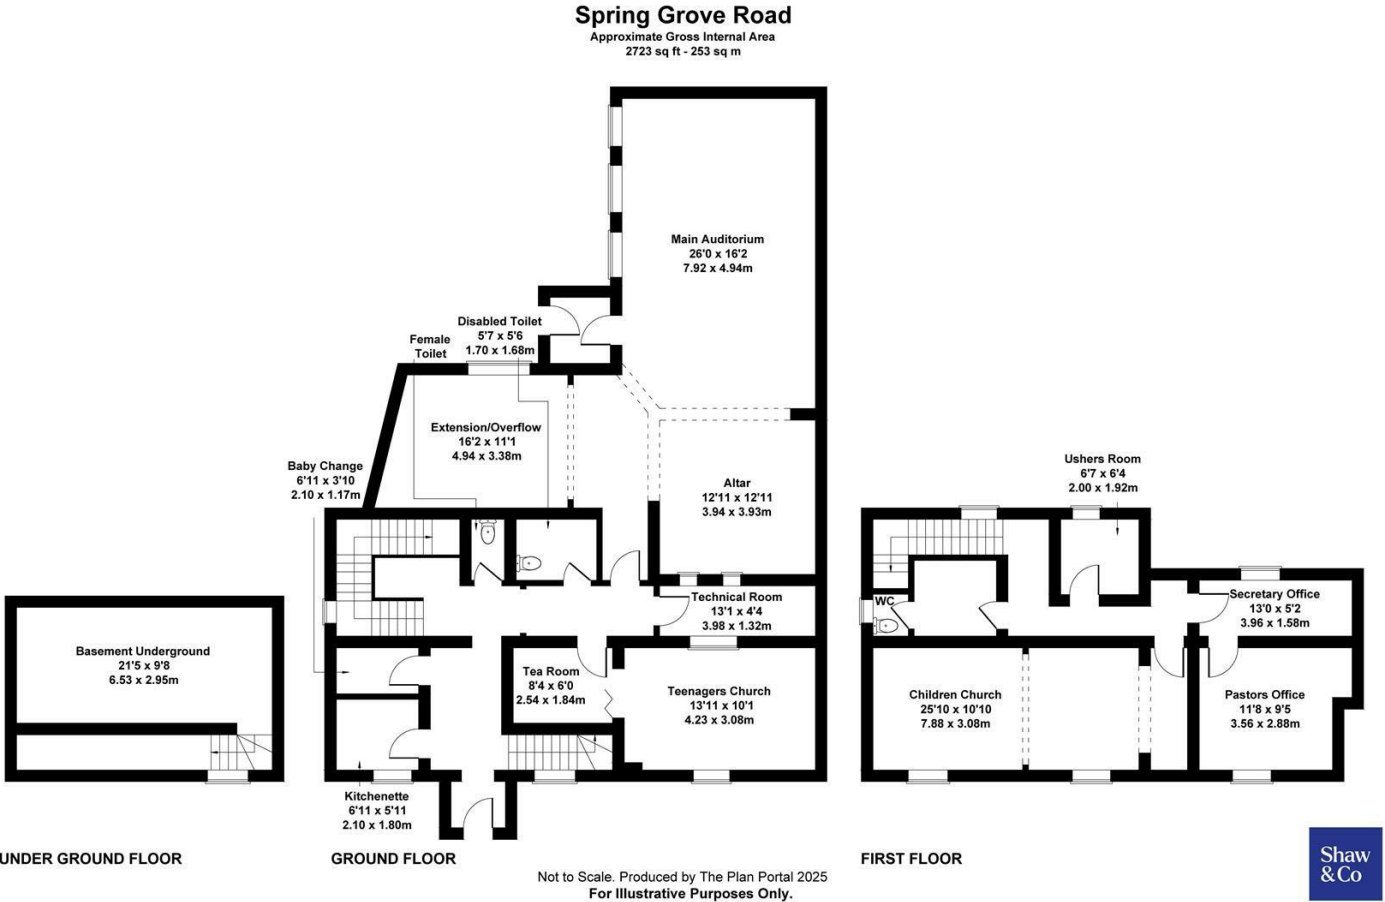 Spring Grove Road
Approximate Gross Internal Area
2723 sq ft - 253 sq m
Main Auditorium
26'0 x 16'2
7.92 x 4.94m
Disabled Toilet
5'7 x 5'6
1.70 x 1.68m
Female
Toilet
Extension/Overflow
16'2 x 11'1
4.94 x 3.38m
Baby Change
6'11 x 3'10
2.10 x 1.17m
Altar
12'11 x 12'11
3.94 x 3.93m
Ushers Room
6'7 x 6'4
2.00 x 1.92m
Technical Room
13'1 x 4'4
3.98 x 1.32m
WC
Secretary Office
13'0 x 5'2
3.96 x 1.58m
Basement Underground
21'5 x 9'8
6.53 x 2.95m
Tea Room
8'4 x 6'0
2.54 x 1.84m
Teenagers Church
13'11 x 10'1
4.23 x 3.08m
Children Church
25'10 x 10'10
7.88 x 3.08m
Pastors Office
11'8 x 9'5
3.56 x 2.88m
Kitchenette
6'11 x 5'11
2.10 x 1.80m
UNDER GROUND FLOOR
GROUND FLOOR
FIRST FLOOR
Not to Scale. Produced by The Plan Portal 2025
For Illustrative Purposes Only.
Shaw
&Co